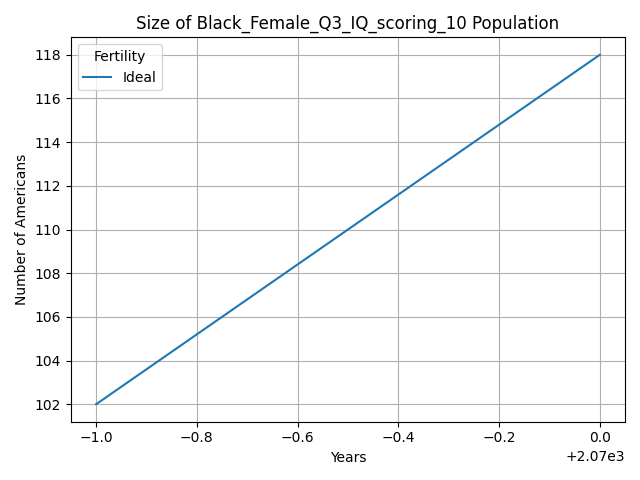 Size of Black_Female_Q3_IQ_scoring_10 Population
Fertility
Ideal
Number of Americans
118
116
114
112
110
108
106
104
102
−1.0
−0.8
−0.6
−0.4
−0.2
0.0
Years
+2.07e3